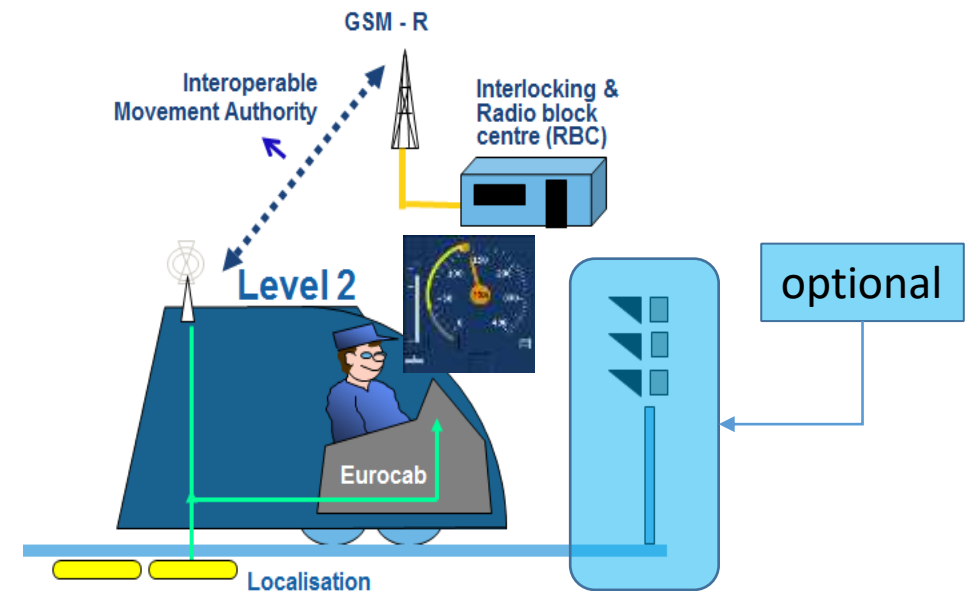 GSM - R
Interoperable
Movement Authority
Interlocking &
Radio block
centre (RBC)
Level 2
optional
Eurocab
Localisation